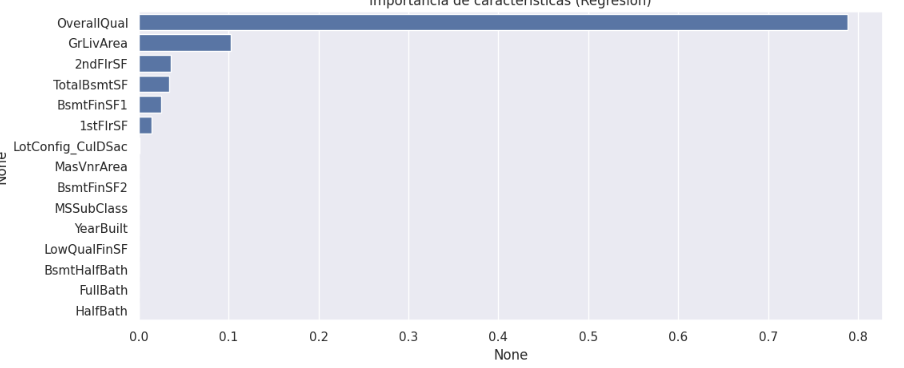 Importancia de características (Regresión)
OverallQual
GrLivArea
2ndFlrSF
TotalBsmtSF
BsmtFinSF1
1stFlrSF
LotConfig_CulDSac
MasVnrArea
BsmtFinSF2
MSSubClass
YearBuilt
LowQualFinSF
BsmtHalfBath
FullBath
HalfBath
None
0.0 0.1 0.2 0.3 0.4 0.5 0.6 0.7 0.8
None